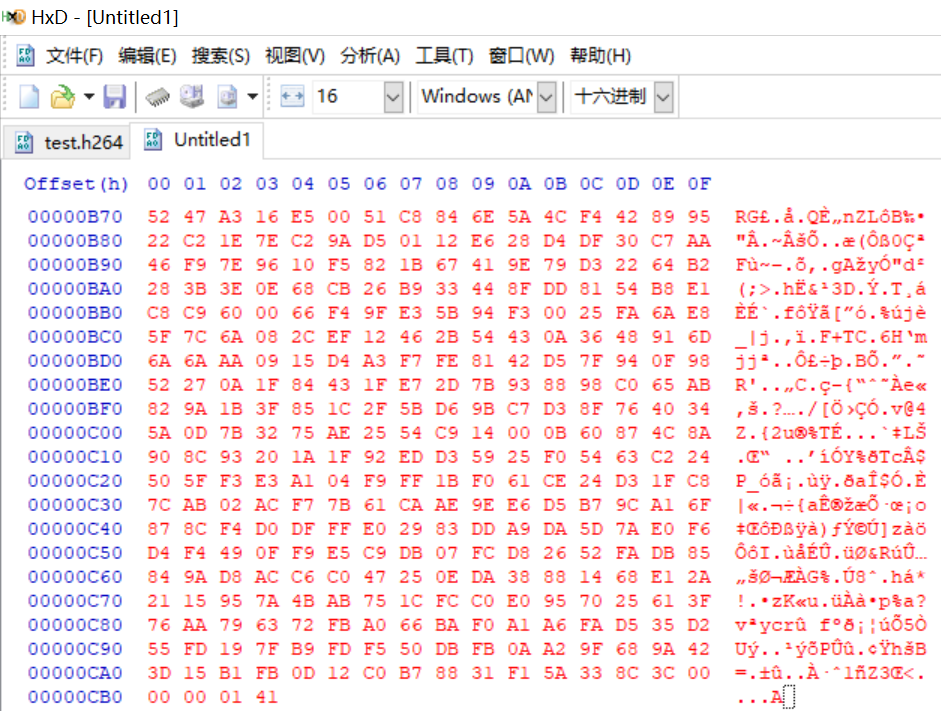 HxD - [Untitled1]
文件(F) 编辑(E) 搜索(S) 视图(V) 分析(A) 工具(T) 窗口(W) 帮助(H)
16 Windows (AN 十六进制
test.h264 Untitled1
Offset(h) 00 01 02 03 04 05 06 07 08 09 0A 0B 0C 0D 0E 0F
00000B70 52 47 A3 16 E5 00 51 C8 84 6E 5A 4C F4 42 89 95 RG£.å.QÈ„nZLôB‰•
00000B80 22 C2 1E 7E C2 9A D5 01 12 E6 28 D4 DF 30 C7 AA "Â.~ÂšÕ..æ(Ôß0Çª
00000B90 46 F9 7E 96 10 F5 82 1B 67 41 9E 79 D3 22 64 B2 Fù~–.õ‚.gAžyÓ"d²
00000BA0 28 3B 3E 0E 68 CB 26 B9 33 44 8F DD 81 54 B8 E1 (;>.hË&¹3D.Ý.T¸á
00000BB0 C8 C9 60 00 66 F4 9F E3 5B 94 F3 00 25 FA 6A E8 ÈÉ`.fôŸã[”ó.%újè
00000BC0 5F 7C 6A 08 2C EF 12 46 2B 54 43 0A 36 48 91 6D _|j.,ï.F+TC.6H‘m
00000BD0 6A 6A AA 09 15 D4 A3 F7 FE 81 42 D5 7F 94 0F 98 jjª..Ô£÷þ.BÕ.”.˜
00000BE0 52 27 0A 1F 84 43 1F E7 2D 7B 93 88 98 C0 65 AB R'..„C.ç-{“ˆ˜Àe«
00000BF0 82 9A 1B 3F 85 1C 2F 5B D6 9B C7 D3 8F 76 40 34 ‚š.?…./[Ö›ÇÓ.v@4
00000C00 5A 0D 7B 32 75 AE 25 54 C9 14 00 0B 60 87 4C 8A Z.{2u®%TÉ...`‡LŠ
00000C10 90 8C 93 20 1A 1F 92 ED D3 59 25 F0 54 63 C2 24 .Œ“ ..’íÓY%ðTcÂ$
00000C20 50 5F F3 E3 A1 04 F9 FF 1B F0 61 CE 24 D3 1F C8 P_óã¡.ùÿ.ðaÎ$Ó.È
00000C30 7C AB 02 AC F7 7B 61 CA AE 9E E6 D5 B7 9C A1 6F |«.¬÷{aÊ®žæÕ·œ¡o
00000C40 87 8C F4 D0 DF FF E0 29 83 DD A9 DA 5D 7A E0 F6 ‡ŒôÐßÿà)ƒÝ©Ú]zàö
00000C50 D4 F4 49 0F F9 E5 C9 DB 07 FC D8 26 52 FA DB 85 ÔôI.ùåÉÛ.üØ&RúÛ…
00000C60 84 9A D8 AC C6 C0 47 25 0E DA 38 88 14 68 E1 2A „šØ¬ÆÀG%.Ú8ˆ.há*
00000C70 21 15 95 7A 4B AB 75 1C FC C0 E0 95 70 25 61 3F !.•zK«u.üÀà•p%a?
00000C80 76 AA 79 63 72 FB A0 66 BA F0 A1 A6 FA D5 35 D2 vªycrû fºð¡¦úÕ5Ò
00000C90 55 FD 19 7F B9 FD F5 50 DB FB 0A A2 9F 68 9A 42 Uý..¹ýõPÛû.¢ŸhšB
00000CA0 3D 15 B1 FB 0D 12 C0 B7 88 31 F1 5A 33 8C 3C 00 =.±û..À·ˆ1ñZ3Œ<.
00000CB0 00 00 01 41 ...A